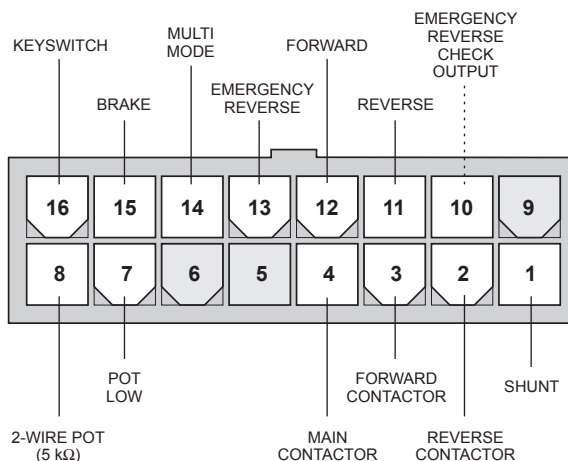 EMERGENCY
REVERSE
CHECK
OUTPUT
MULTI
MODE
KEYSWITCH
FORWARD
BRAKE
EMERGENCY
REVERSE
REVERSE
16 15 14 13 12 11 10 9
8 7 6 5 4 3 2 1
POT
LOW
FORWARD
CONTACTOR
SHUNT
2-WIRE POT
(5 kΩ)
MAIN
CONTACTOR
REVERSE
CONTACTOR